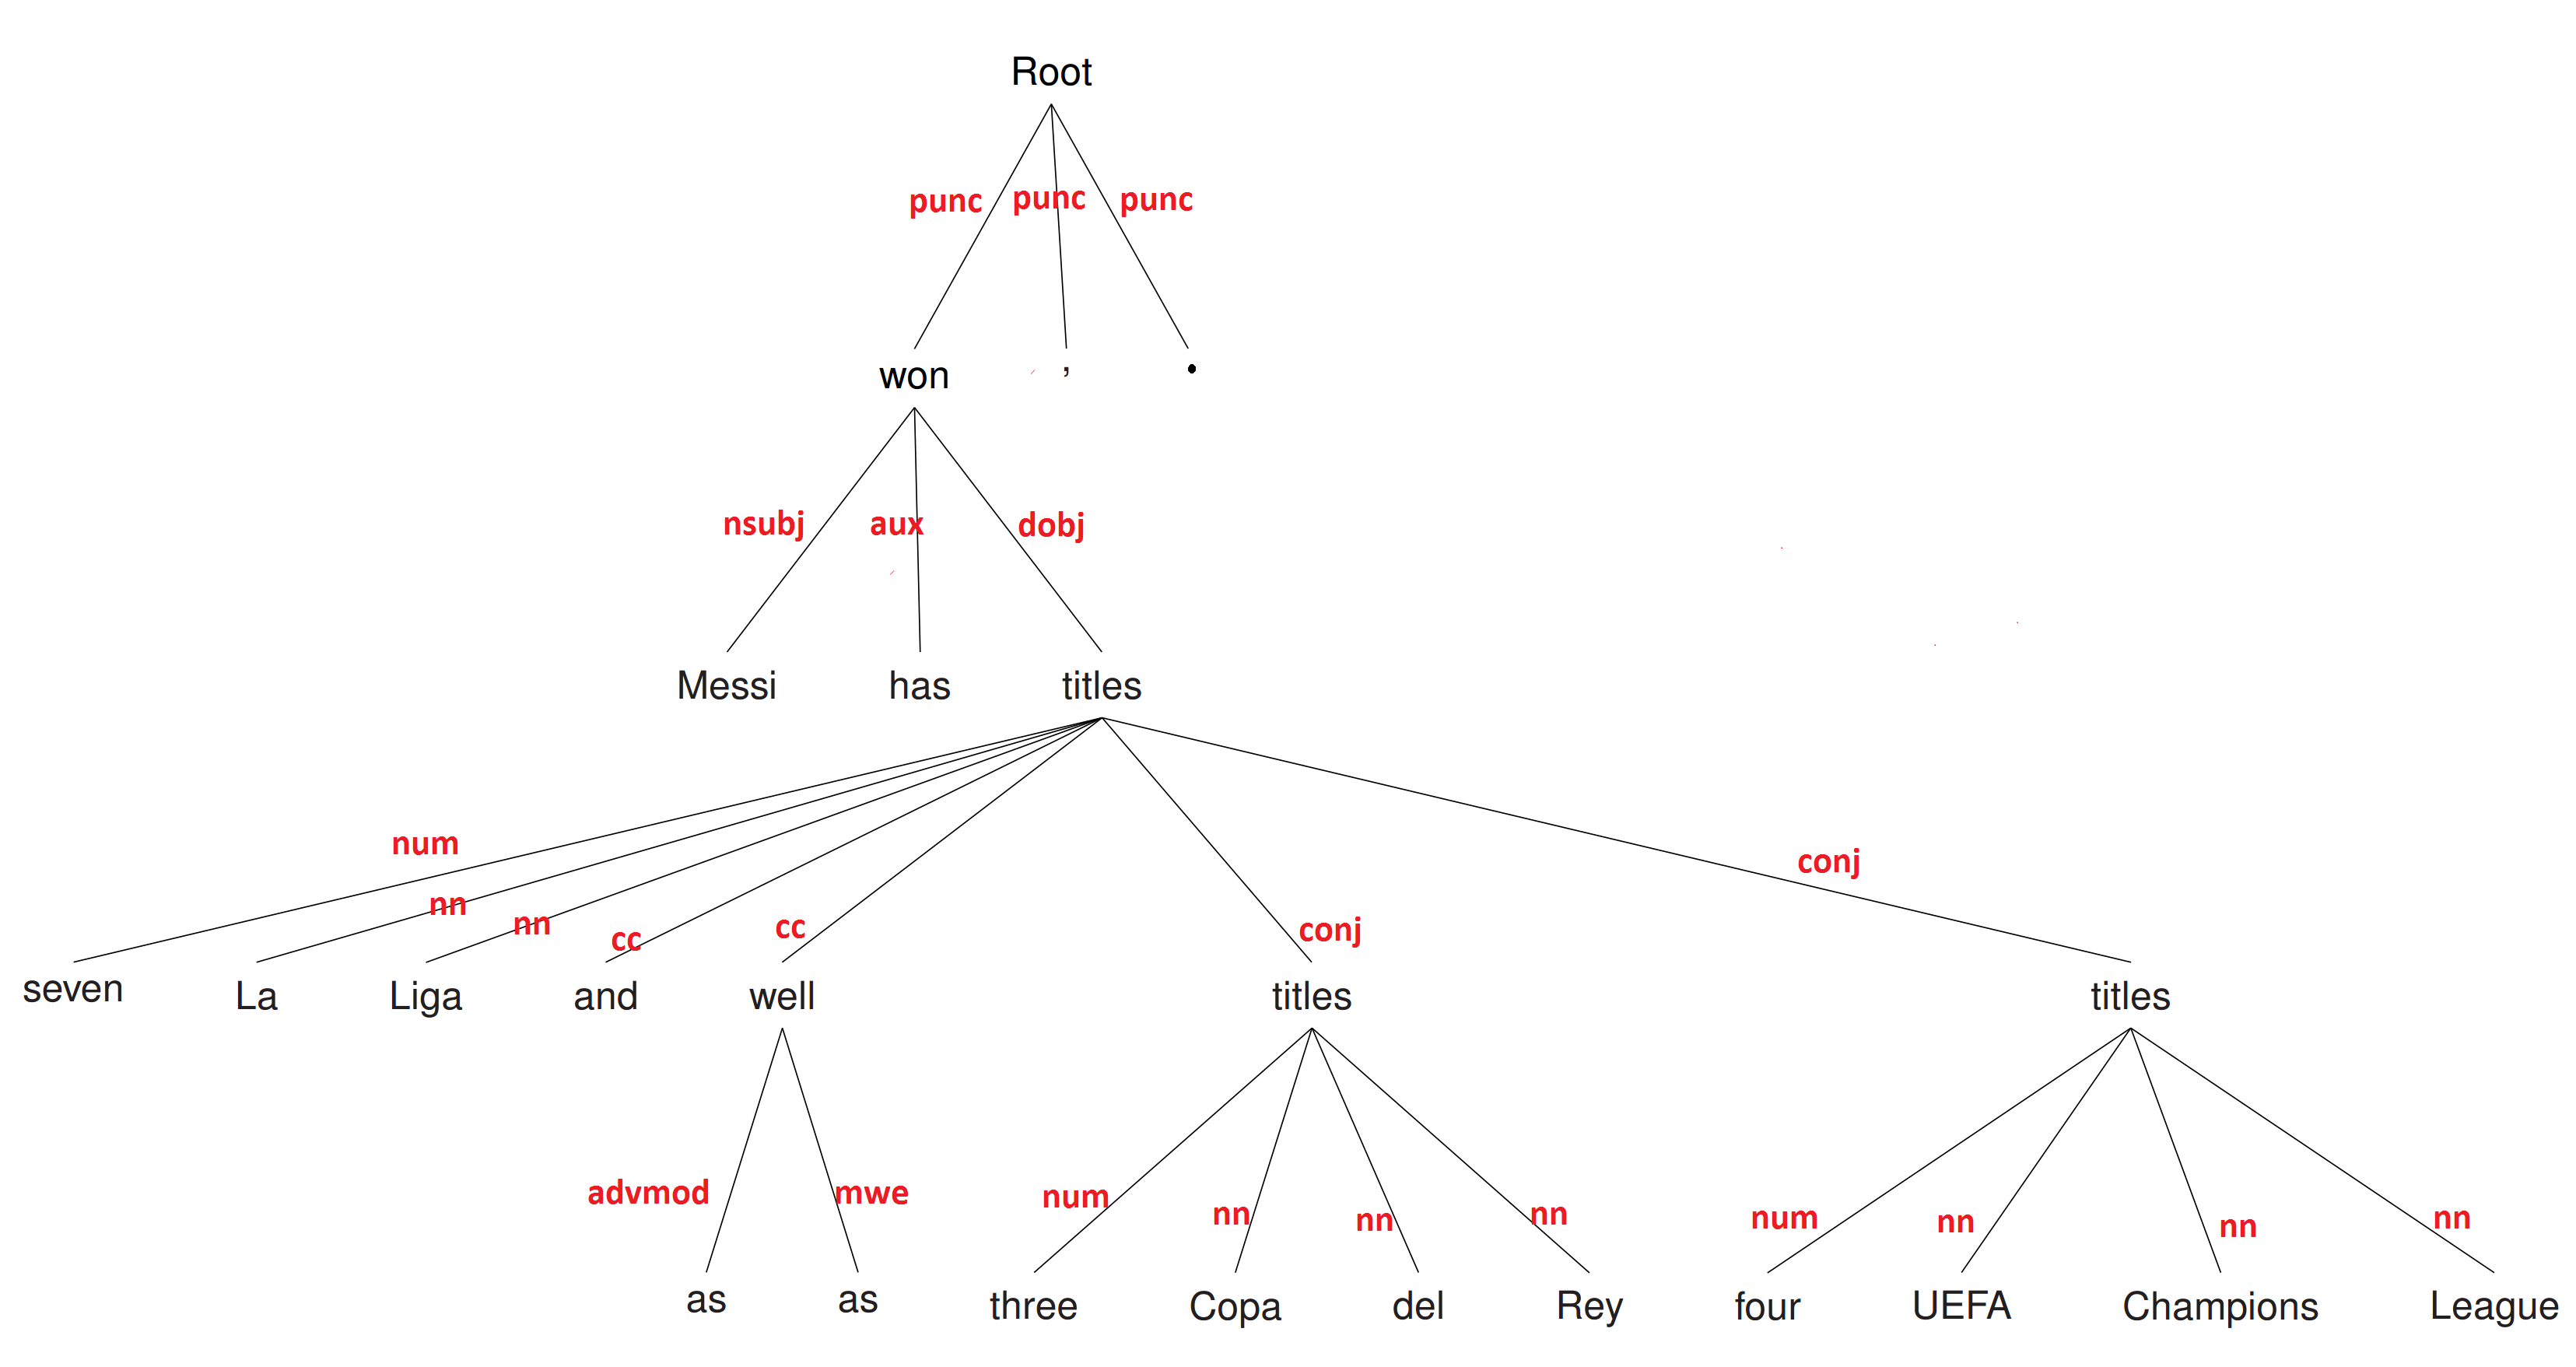 Root
punc punc punc
won , .
nsubj aux dobj
Messi has titles
num nn nn cc cc conj conj
seven La Liga and well titles titles
advmod mwe num nn nn nn num nn nn nn
as as three Copa del Rey four UEFA Champions League